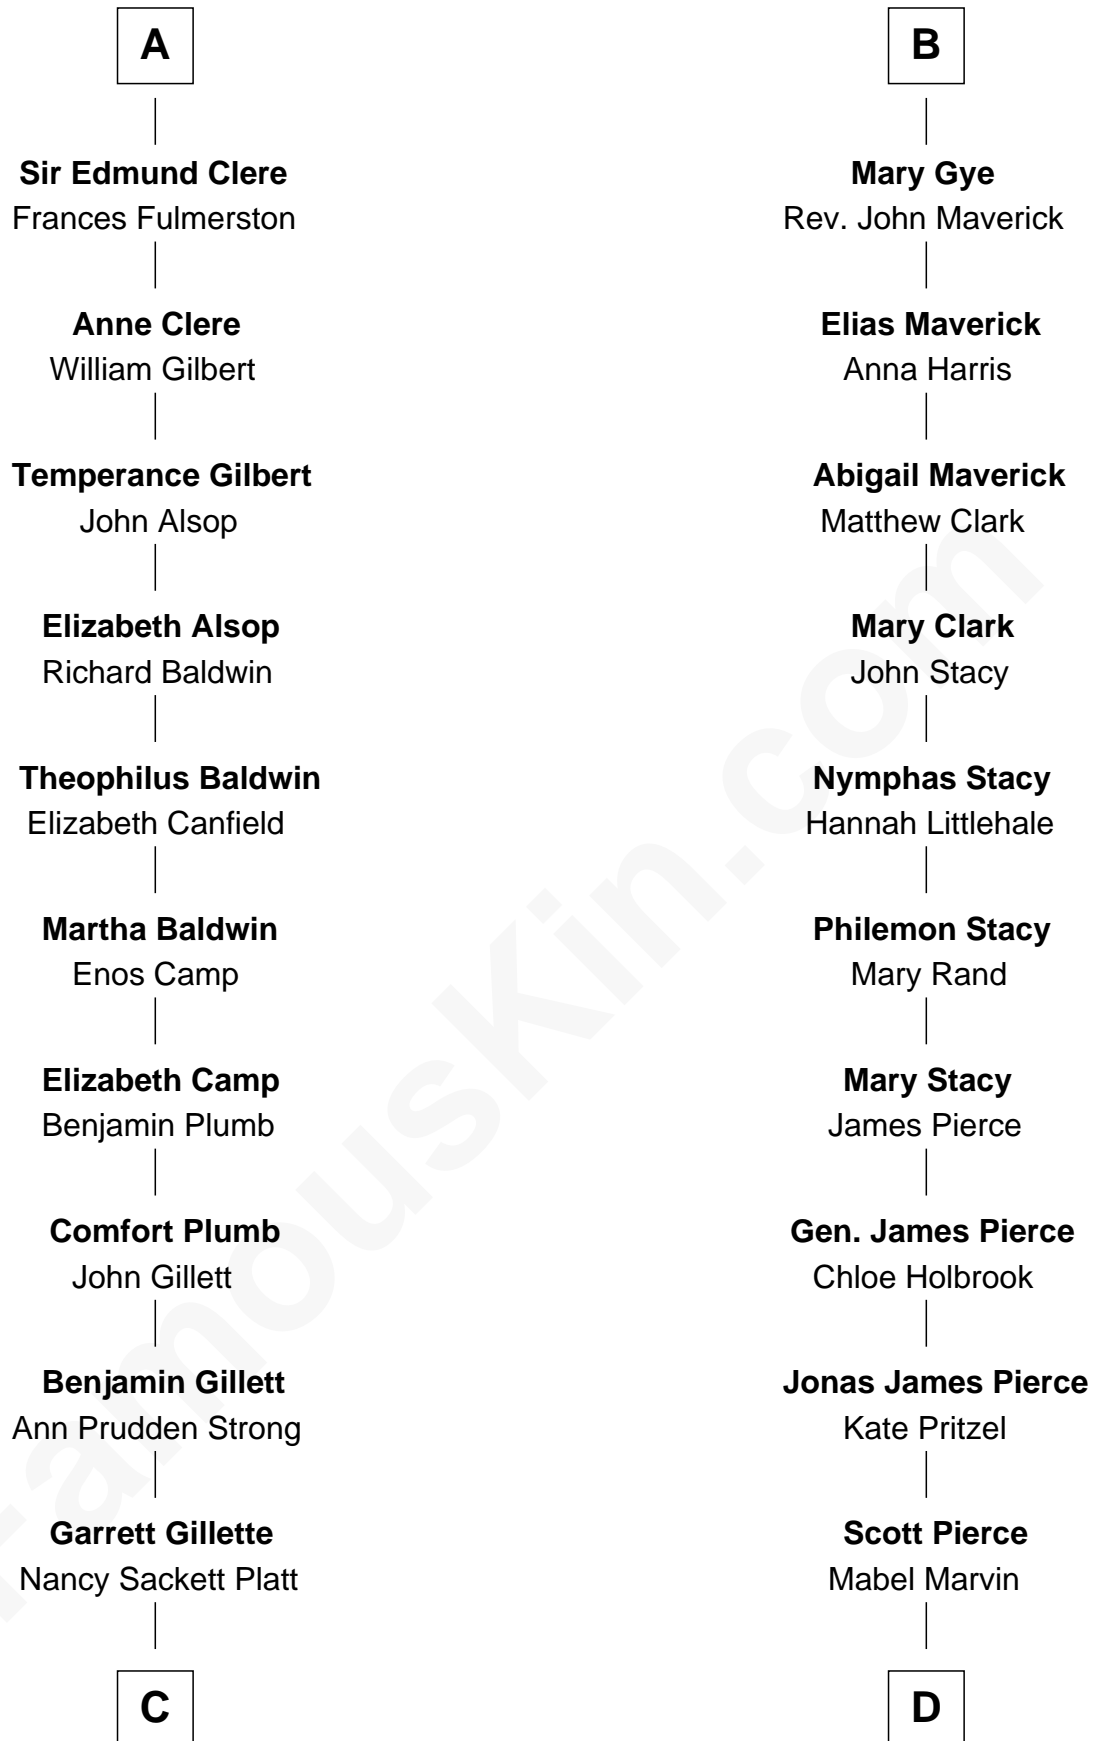 A
Sir Edmund Clere
Frances Fulmerston
Anne Clere
William Gilbert
Temperance Gilbert
John Alsop
Elizabeth Alsop
Richard Baldwin
Theophilus Baldwin
Elizabeth Canfield
Martha Baldwin
Enos Camp
Elizabeth Camp
Benjamin Plumb
Comfort Plumb
John Gillett
Benjamin Gillett
Ann Prudden Strong
Garrett Gillette
Nancy Sackett Platt
C
B
Mary Gye
Rev. John Maverick
Elias Maverick
Anna Harris
Abigail Maverick
Matthew Clark
Mary Clark
John Stacy
Nymphas Stacy
Hannah Littlehale
Philemon Stacy
Mary Rand
Mary Stacy
James Pierce
Gen. James Pierce
Chloe Holbrook
Jonas James Pierce
Kate Pritzel
Scott Pierce
Mabel Marvin
D
FamousKin.com